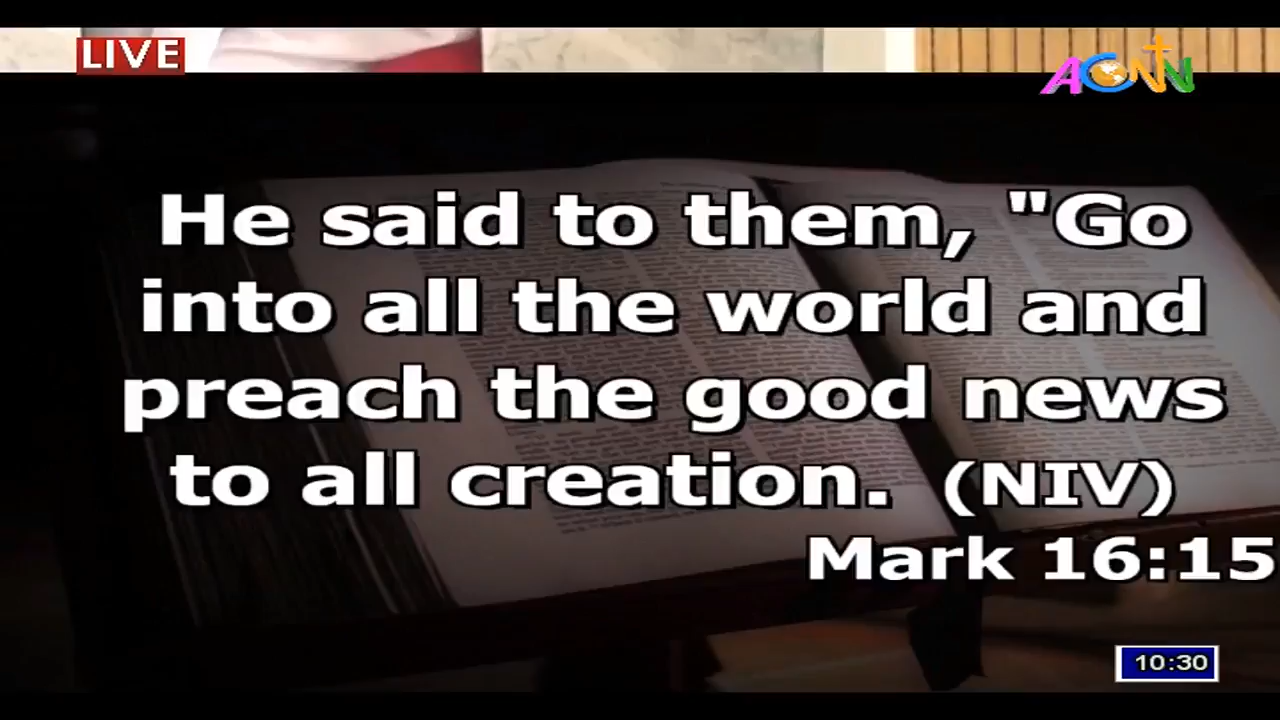 LIVE
ACNN
He said to them, "Go
into all the world and
preach the good news
to all creation. (NIV)
Mark 16:15
10:30